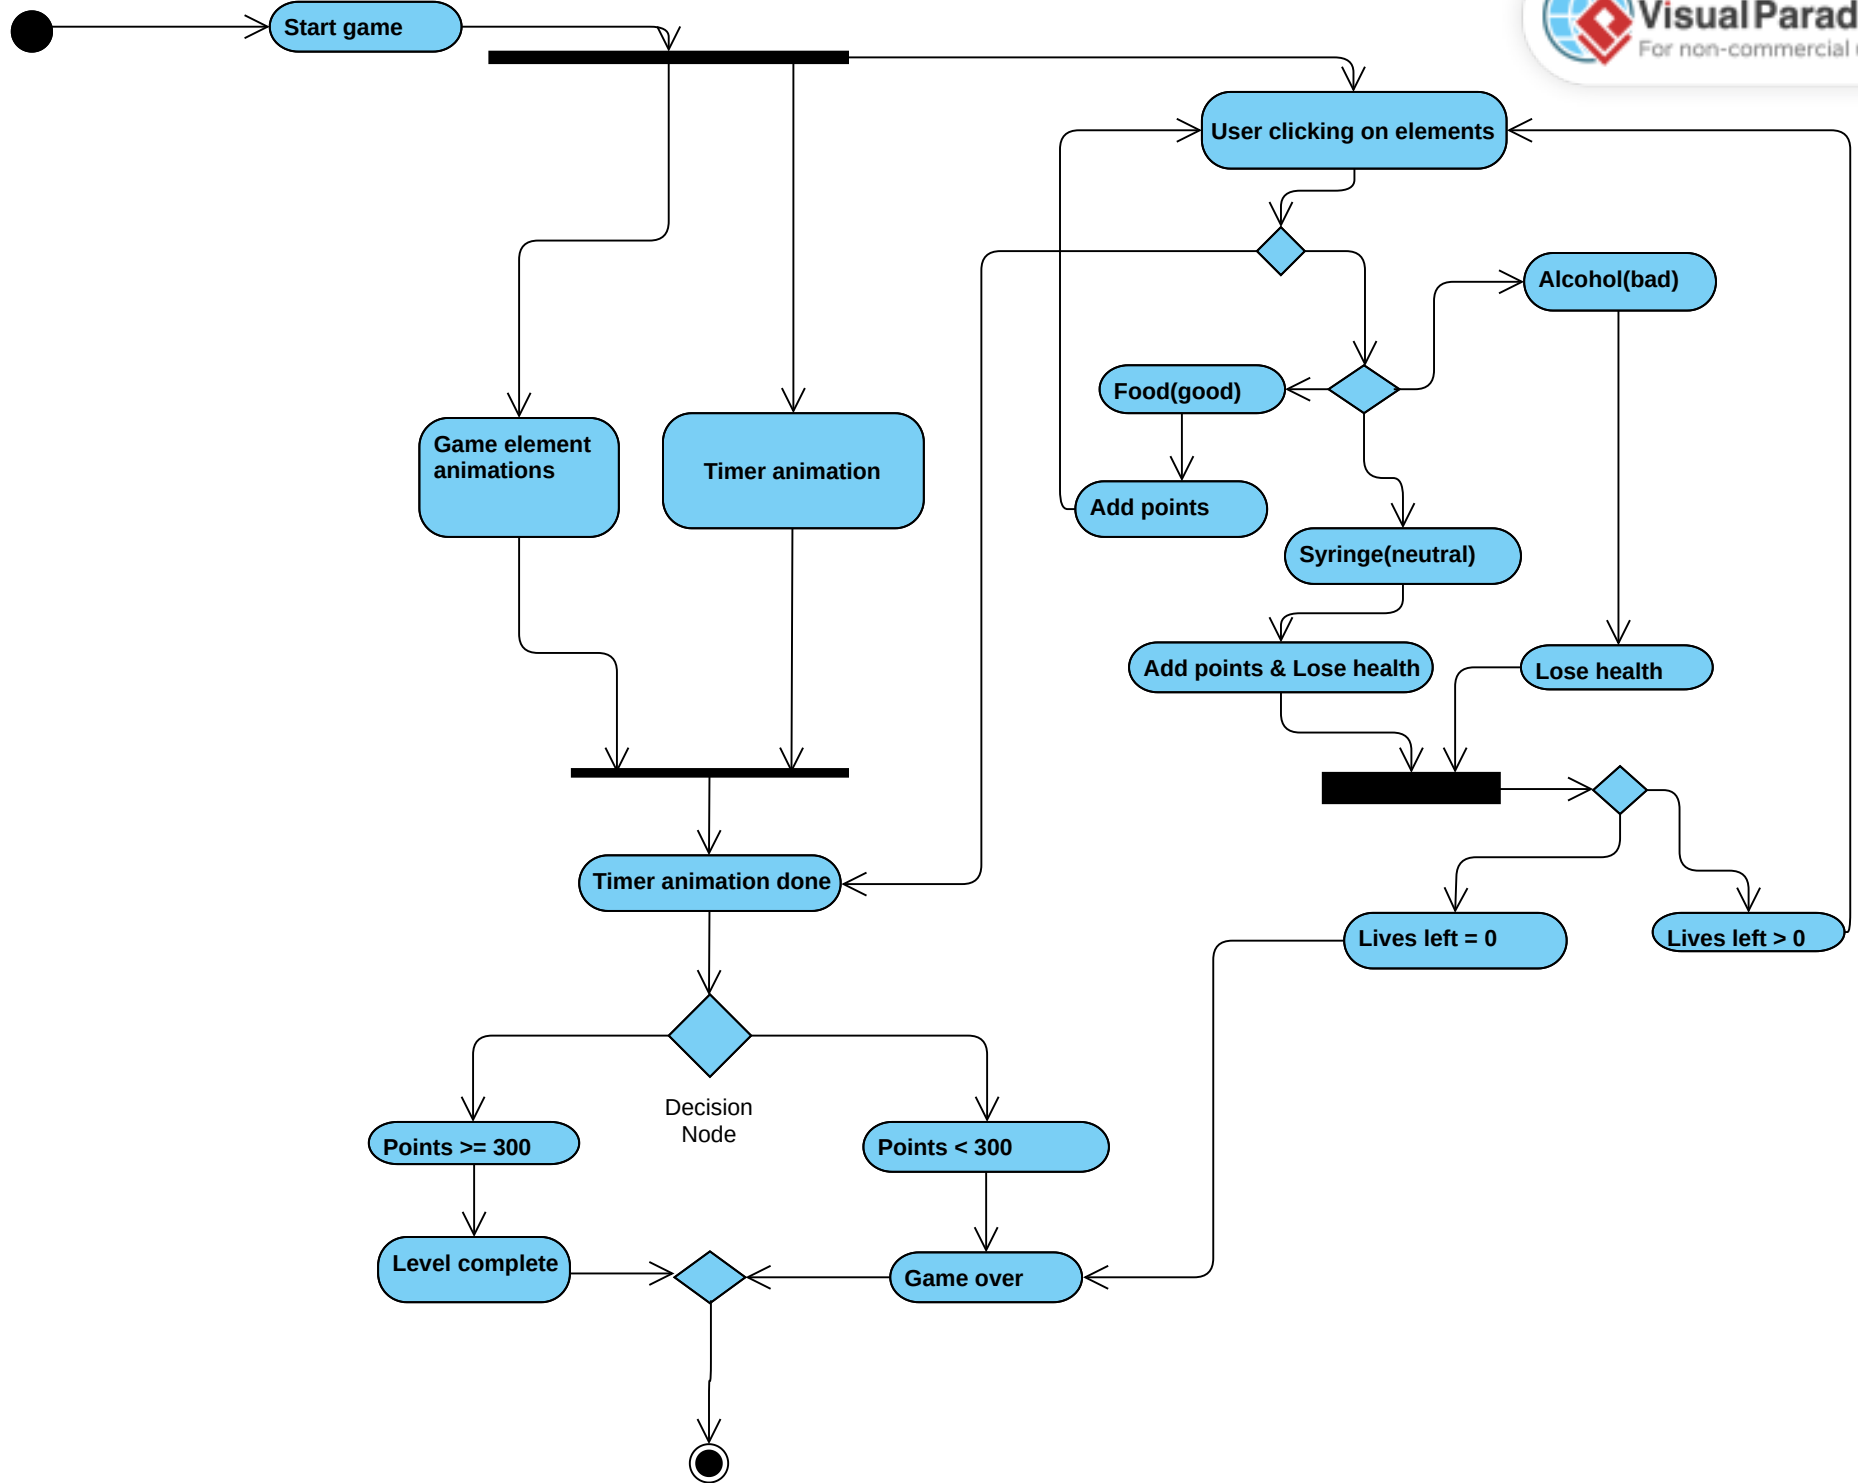 Start game
Visual Parad
For non-commercial
User clicking on elements
Alcohol(bad)
Food(good)
Game element
animations
Timer animation
Add points
Syringe(neutral)
Add points & Lose health
Lose health
Timer animation done
Lives left = 0
Lives left > 0
Decision
Node
Points >= 300
Points < 300
Level complete
Game over